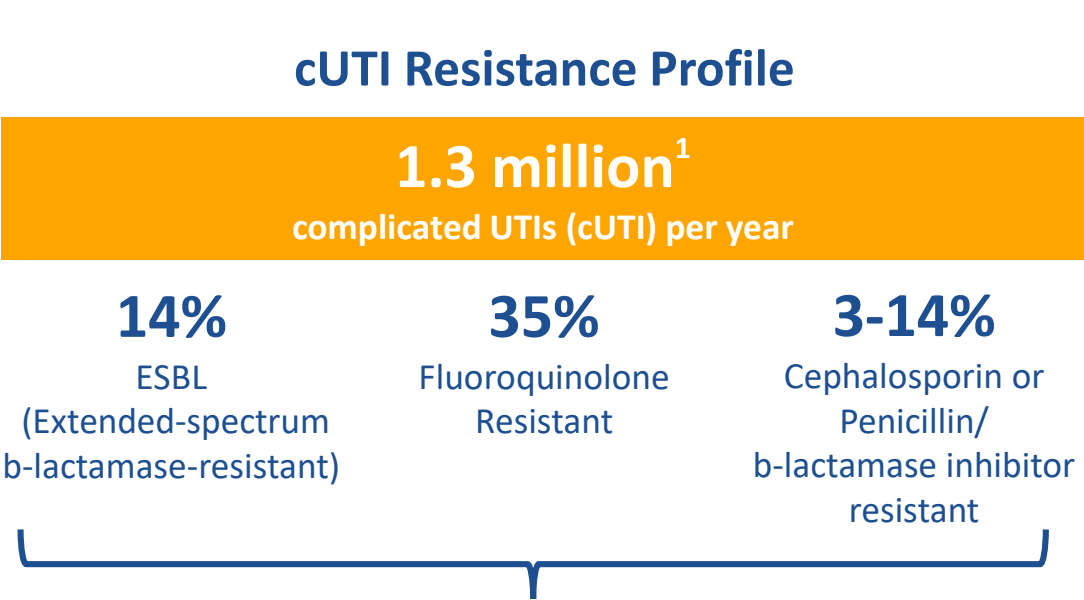 cUTI Resistance Profile
1.3 million¹
complicated UTIs (cUTI) per year
14%
ESBL
(Extended-spectrum
b-lactamase-resistant)
35%
Fluoroquinolone
Resistant
3-14%
Cephalosporin or
Penicillin/
b-lactamase inhibitor
resistant